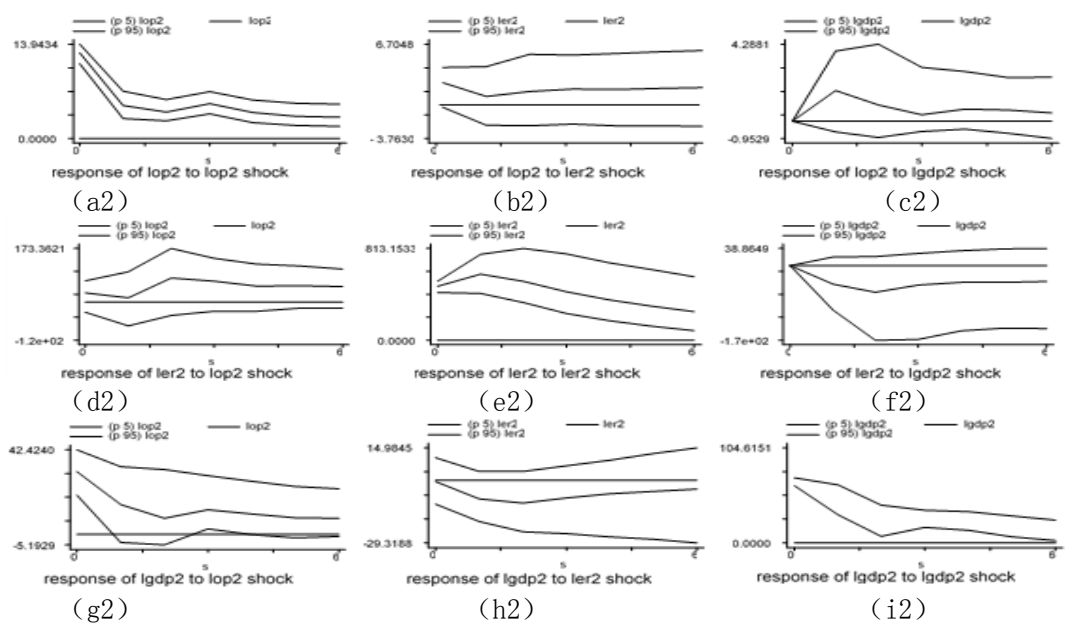 (p 5) lop2 lop2
(p 95) lop2
13.9434
0.0000
0 s 6
response of lop2 to lop2 shock
(a2)
(p 5) ler2 ler2
(p 95) ler2
6.7048
-3.7630
0 s 6
response of lop2 to ler2 shock
(b2)
(p 5) lgdp2 lgdp2
(p 95) lgdp2
4.2881
-0.9529
0 s 6
response of lop2 to lgdp2 shock
(c2)
(p 5) lop2 lop2
(p 95) lop2
173.3621
-1.2e+02
0 s 6
response of ler2 to lop2 shock
(d2)
(p 5) ler2 ler2
(p 95) ler2
813.1532
0.0000
0 s 6
response of ler2 to ler2 shock
(e2)
(p 5) lgdp2 lgdp2
(p 95) lgdp2
38.8649
-1.7e+02
0 s 6
response of ler2 to lgdp2 shock
(f2)
(p 5) lop2 lop2
(p 95) lop2
42.4240
-5.1929
0 s 6
response of lgdp2 to lop2 shock
(g2)
(p 5) ler2 ler2
(p 95) ler2
14.9845
-29.3188
0 s 6
response of lgdp2 to ler2 shock
(h2)
(p 5) lgdp2 lgdp2
(p 95) lgdp2
104.6151
0.0000
0 s 6
response of lgdp2 to lgdp2 shock
(i2)